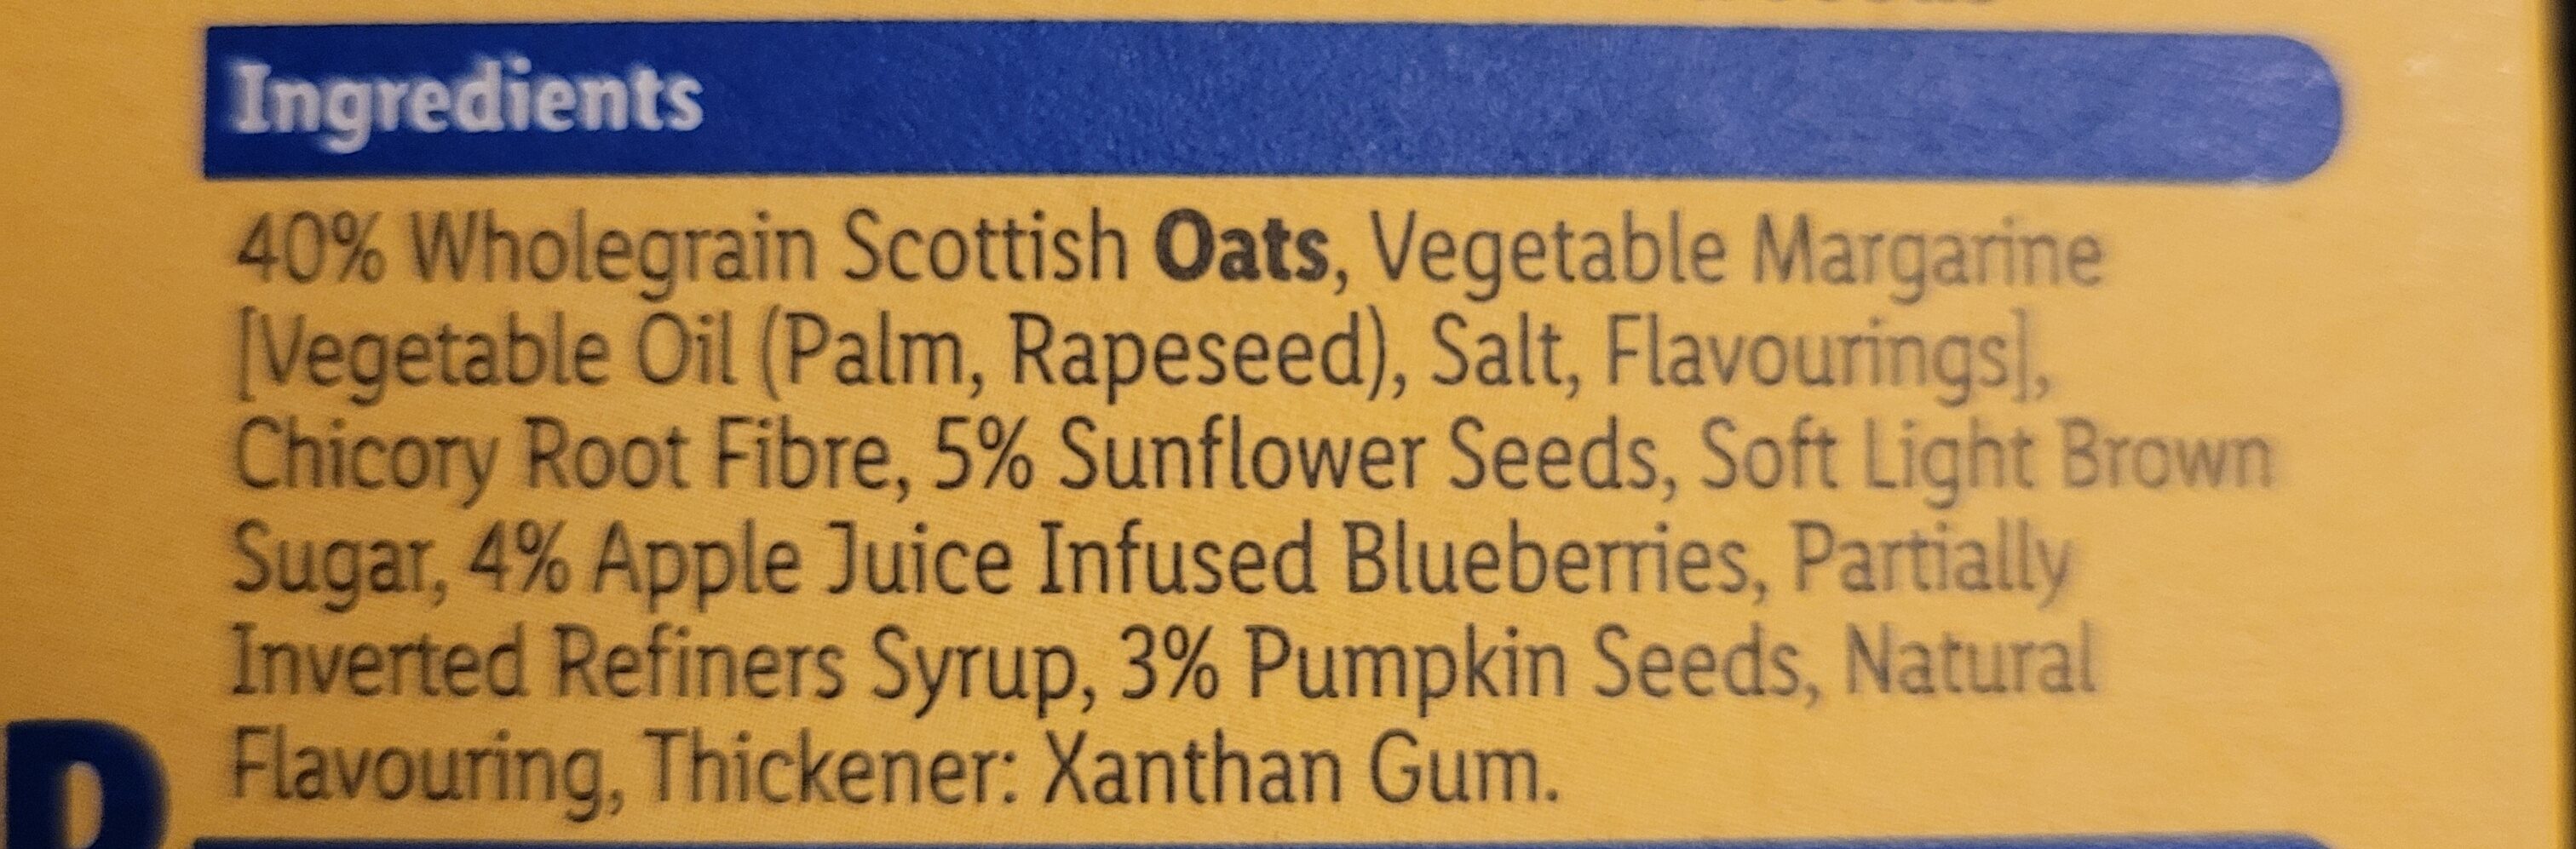 Ingredients
40% Wholegrain Scottish Oats, Vegetable Margarine
[Vegetable Oil (Palm, Rapeseed), Salt, Flavourings],
Chicory Root Fibre, 5% Sunflower Seeds, Soft Light Brown
Sugar, 4% Apple Juice Infused Blueberries, Partially
Inverted Refiners Syrup, 3% Pumpkin Seeds, Natural
Flavouring, Thickener: Xanthan Gum.